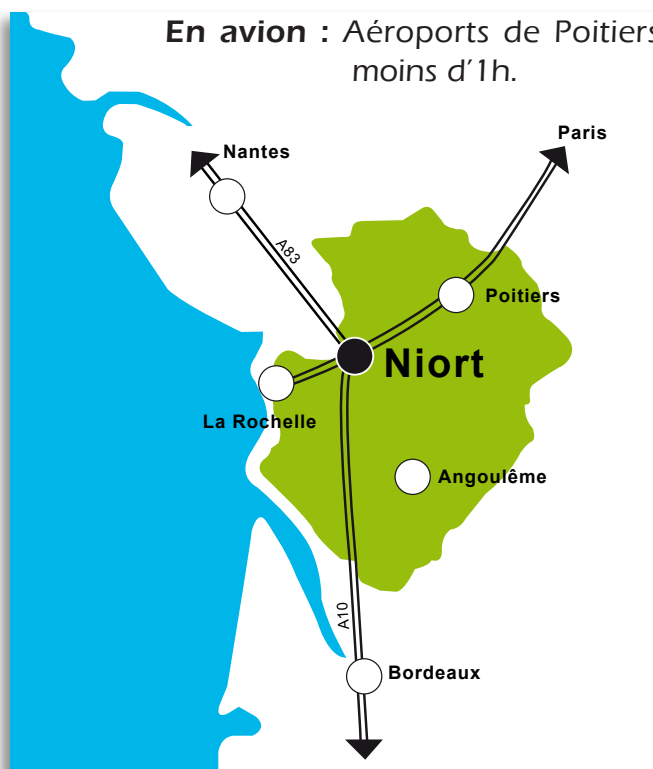 En avion : Aéroports de Poitiers
moins d'1h.
Paris
Nantes
A83
Poitiers
Niort
La Rochelle
Angoulême
A10
Bordeaux